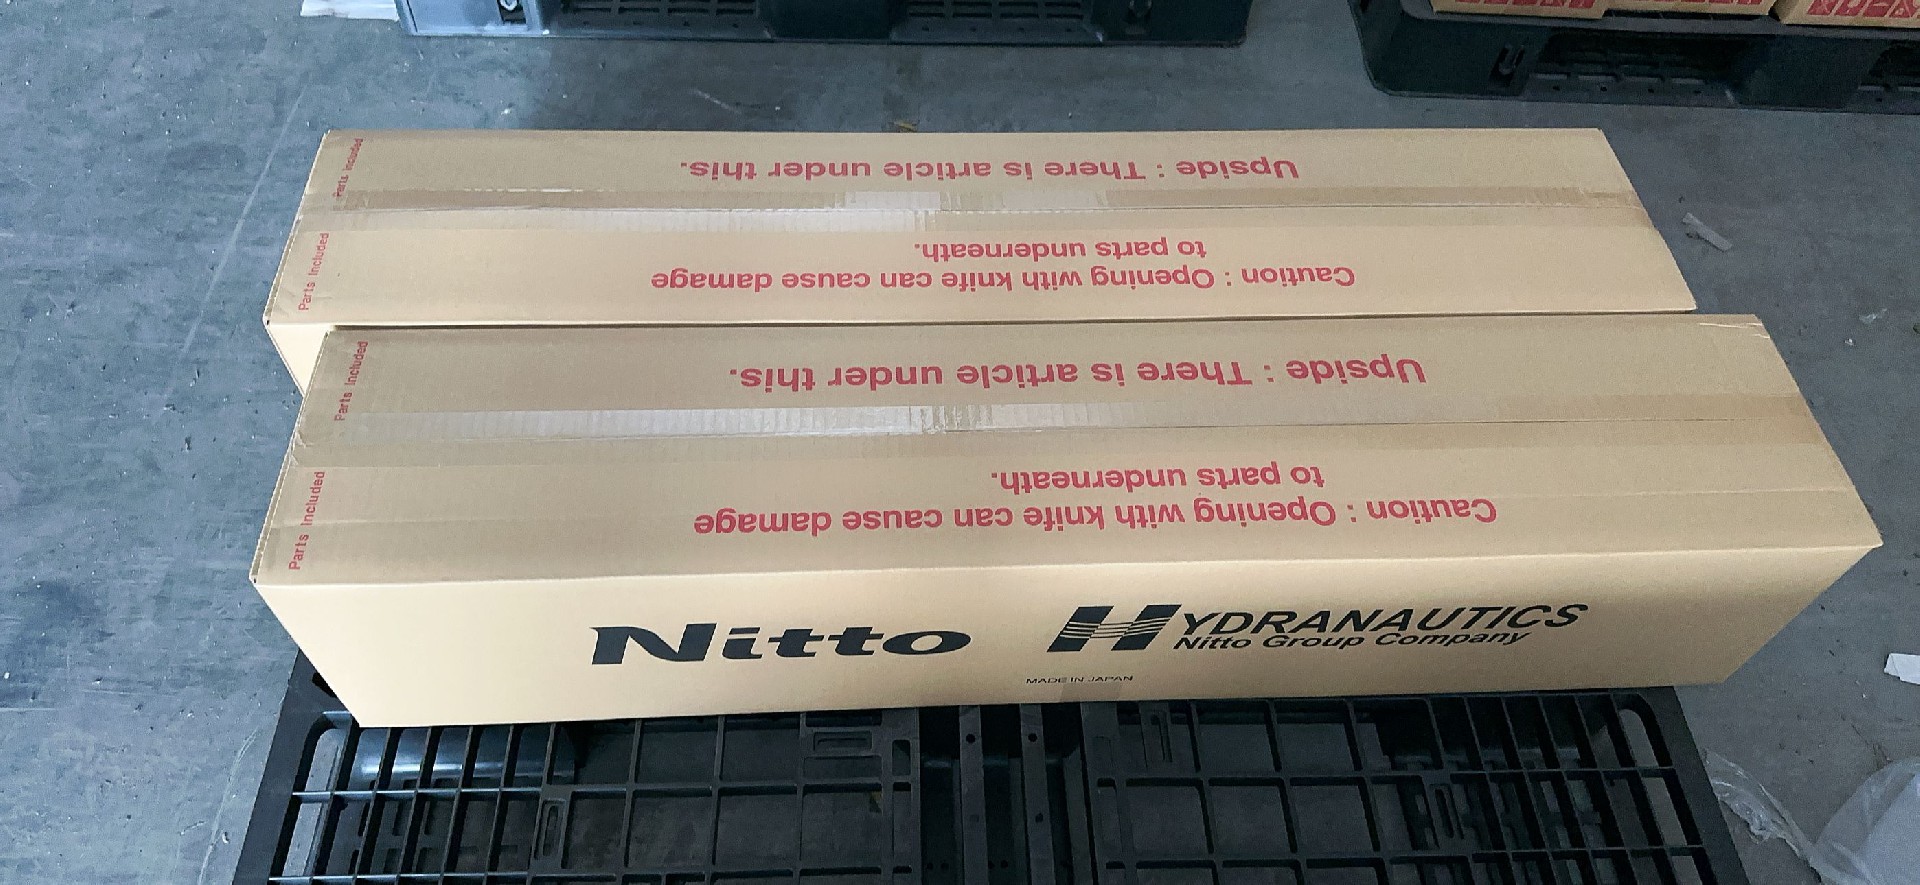 Upside : There is article under this.
Caution : Opening with knife can cause damage
to parts underneath.
Parts Included
Parts Included
Upside : There is article under this.
Caution : Opening with knife can cause damage
to parts underneath.
Parts Included
Parts Included
Nitto
HYDRANAUTICS
Nitto Group Company
MADE IN JAPAN